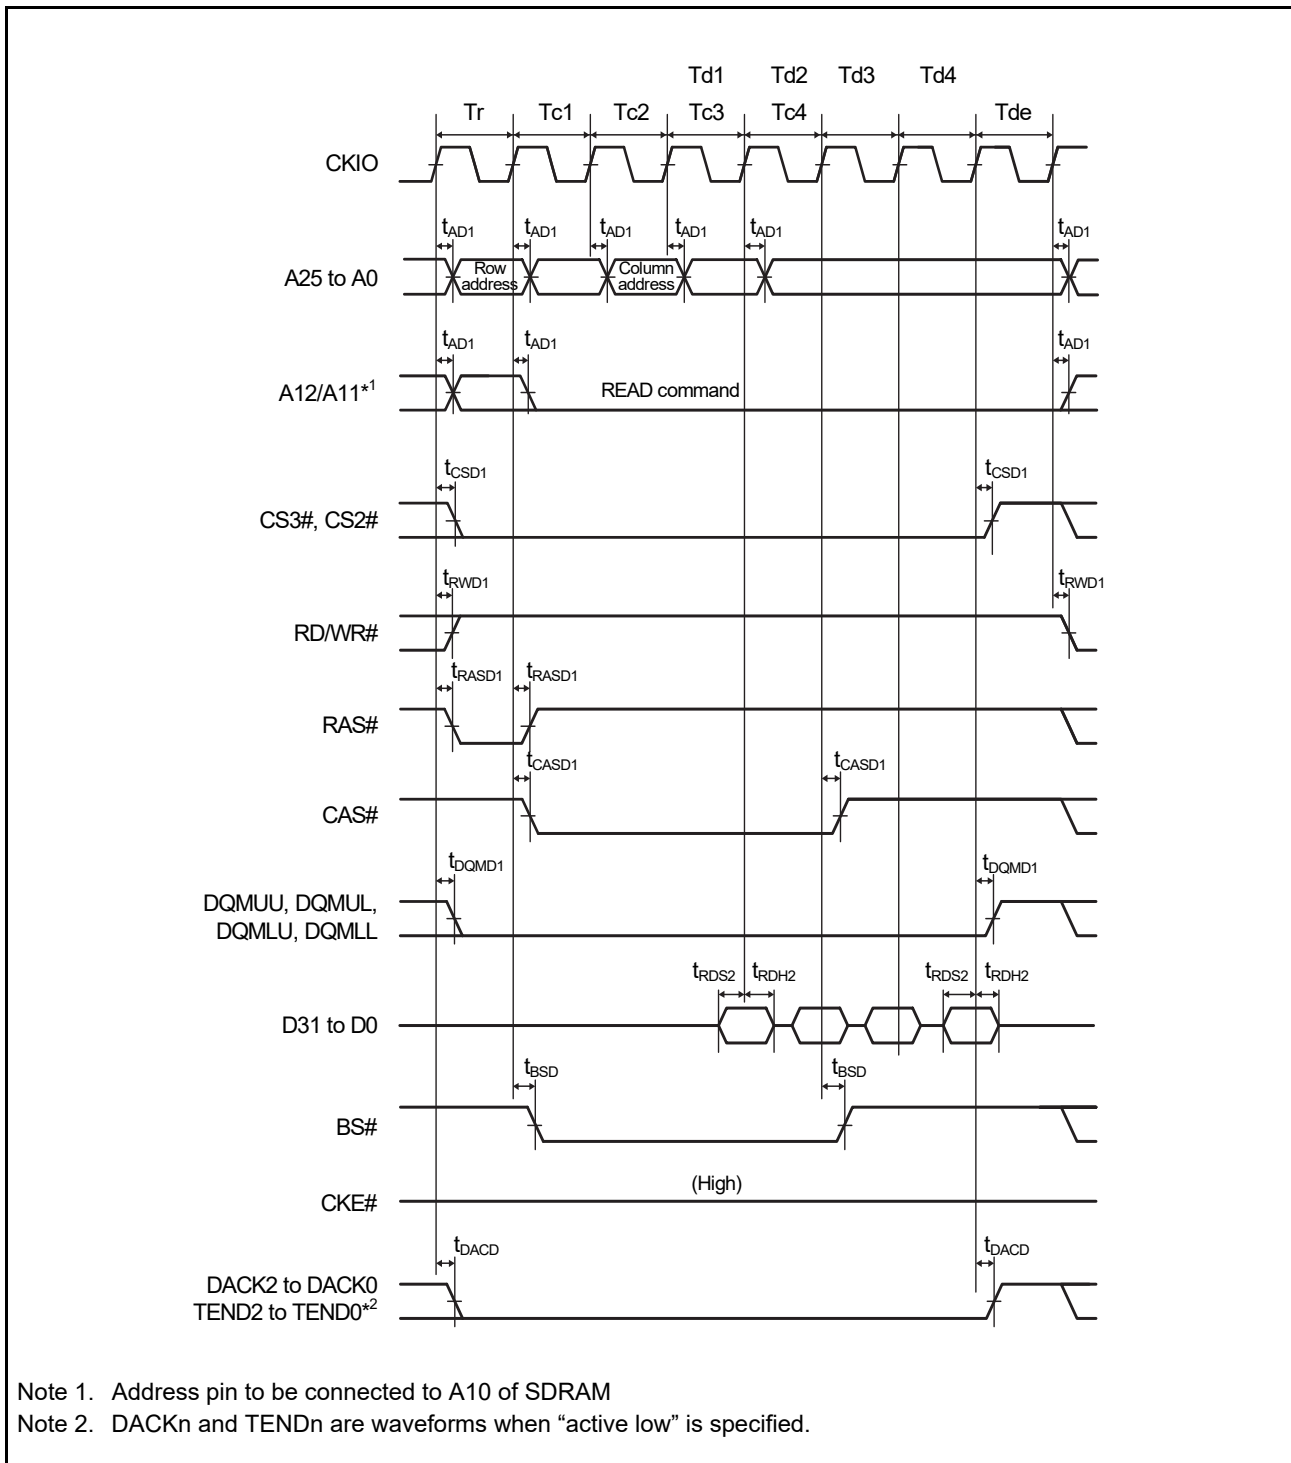 Td1 Td2 Td3 Td4
Tr Tc1 Tc2 Tc3 Tc4 Tde
CKIO
tAD1 tAD1 tAD1 tAD1 tAD1 tAD1
A25 to A0
Row address
Column address
tAD1 tAD1 tAD1
A12/A11*1
READ command
tCSD1 tCSD1
CS3#, CS2#
tRWD1 tRWD1
RD/WR#
tRASD1 tRASD1
RAS#
tCASD1 tCASD1
CAS#
tDQMD1 tDQMD1
DQMUU, DQMUL,
DQMLU, DQMLL
tRDS2 tRDH2 tRDS2 tRDH2
D31 to D0
tBSD tBSD
BS#
(High)
CKE#
tDACD tDACD
DACK2 to DACK0
TEND2 to TEND0*2
Note 1. Address pin to be connected to A10 of SDRAM
Note 2. DACKn and TENDn are waveforms when “active low” is specified.